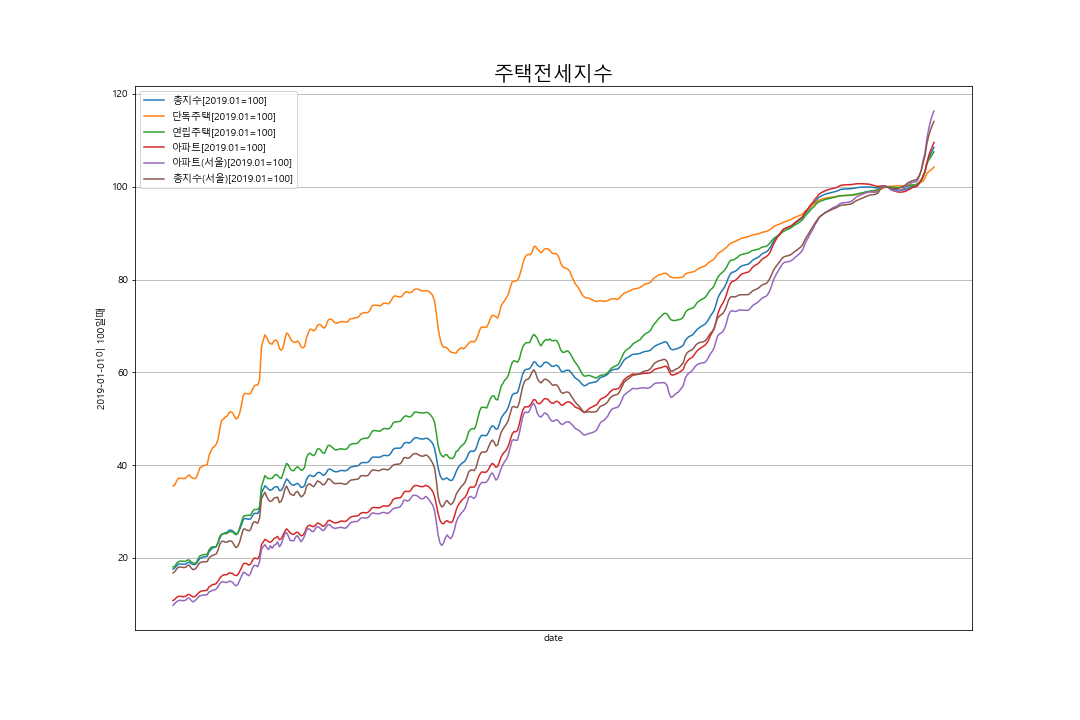 주택전세지수
총지수[2019.01=100]
단독주택[2019.01=100]
연립주택[2019.01=100]
아파트[2019.01=100]
아파트(서울)[2019.01=100]
총지수(서울)[2019.01=100]
120
100
80
60
40
20
2019-01-01이 100일때
date